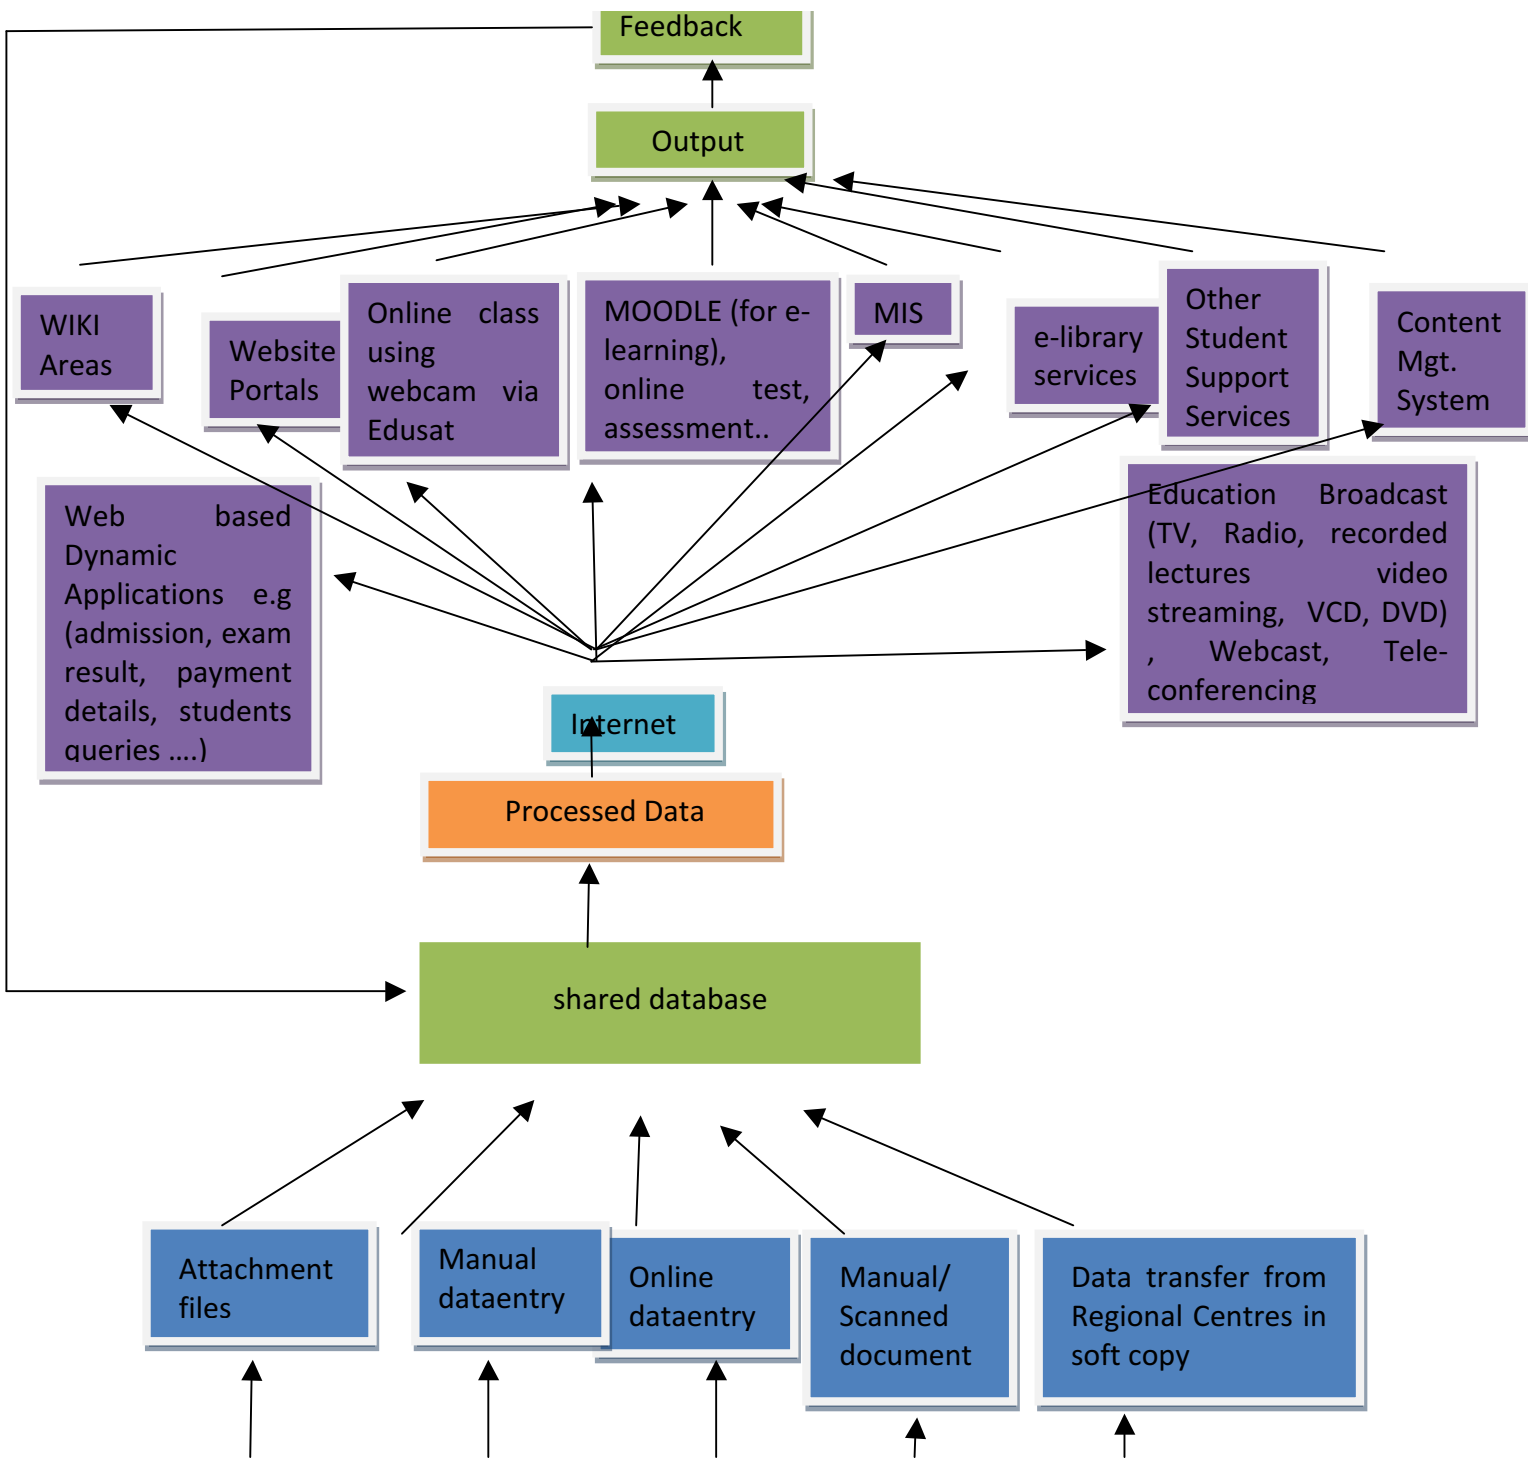 Feedback
Output
WIKI
Areas
Website
Portals
Online class
using
webcam via
Edusat
MOODLE (for e-
learning),
online test,
assessment..
MIS
e-library
services
Other
Student
Support
Services
Content
Mgt.
System
Web based
Dynamic
Applications e.g
(admission, exam
result, payment
details, students
queries ....)
Education Broadcast
(TV, Radio, recorded
lectures video
streaming, VCD, DVD)
, Webcast, Tele-
conferencing
Internet
Processed Data
shared database
Attachment
files
Manual
dataentry
Online
dataentry
Manual/
Scanned
document
Data transfer from
Regional Centres in
soft copy